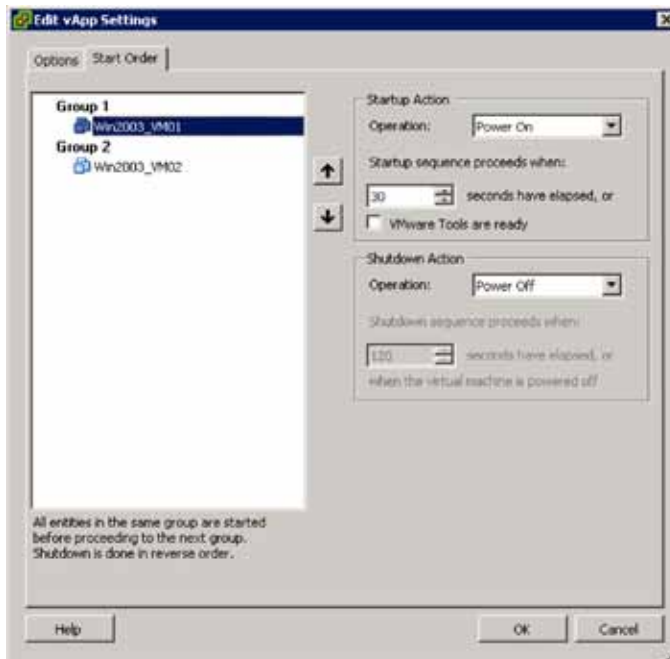 Edit vApp Settings
Options
Start Order
Group 1
Win2003_VM01
Group 2
Win2003_VM02
All entities in the same group are started
before proceeding to the next group.
Shutdown is done in reverse order.
Startup Action
Operation:
Power On
Startup sequence proceeds when:
30
seconds have elapsed, or
VMware Tools are ready
Shutdown Action
Operation:
Power Off
Shutdown sequence proceeds when:
120
seconds have elapsed, or
when the virtual machine is powered off
Help
OK
Cancel